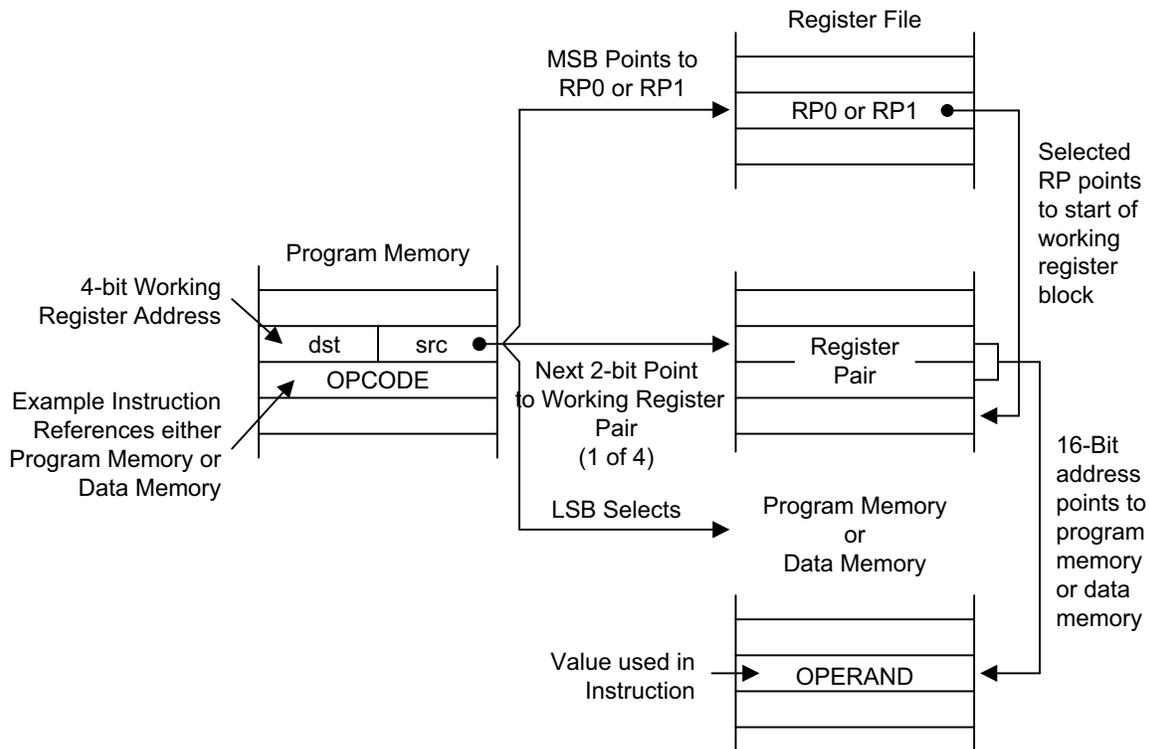 Register File
MSB Points to
RP0 or RP1
RP0 or RP1
Selected
RP points
to start of
working
register
block
Program Memory
4-bit Working
Register Address
dst
src
OPCODE
Example Instruction
References either
Program Memory or
Data Memory
Next 2-bit Point
to Working Register
Pair
(1 of 4)
Register
Pair
LSB Selects
Program Memory
or
Data Memory
16-Bit
address
points to
program
memory
or data
memory
Value used in
Instruction
OPERAND